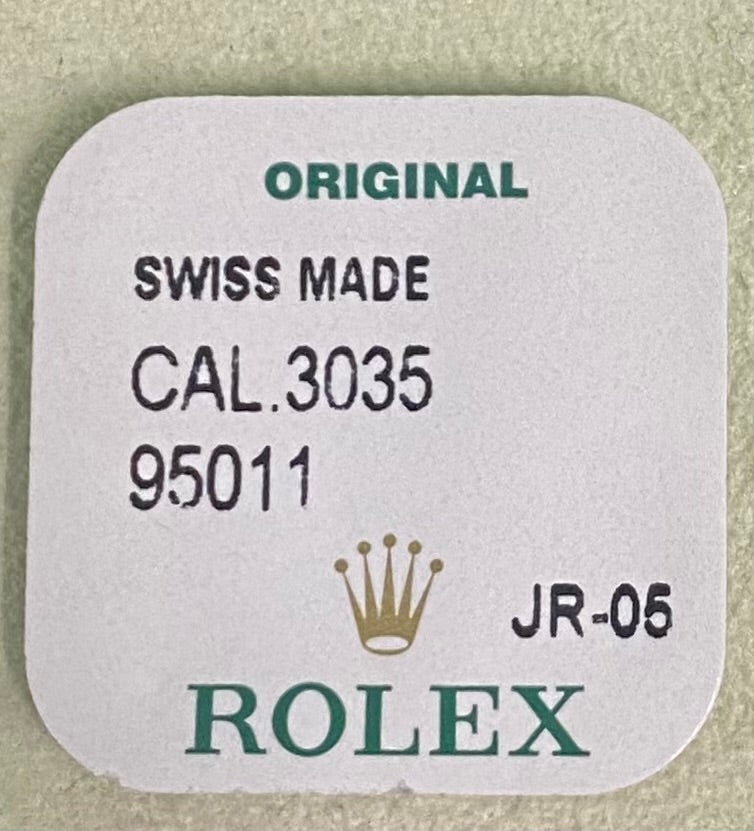 ORIGINAL
SWISS MADE
CAL.3035
95011
JR-05
ROLEX